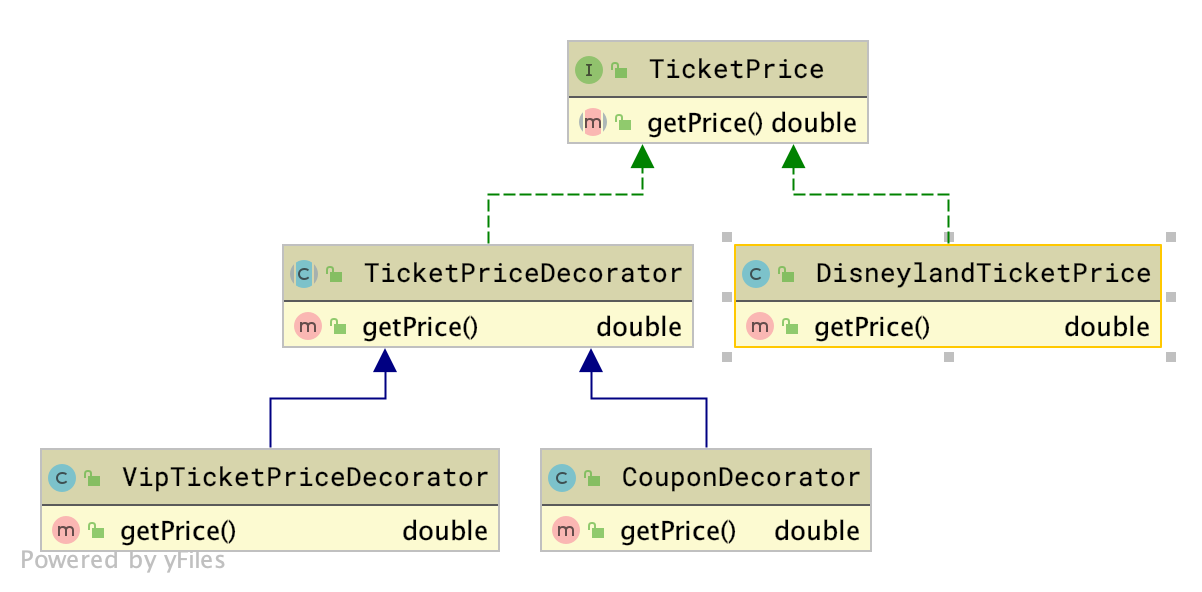 I TicketPrice
m getPrice() double
C TicketPriceDecorator
m getPrice() double
C DisneylandTicketPrice
m getPrice() double
C VipTicketPriceDecorator
m getPrice() double
C CouponDecorator
m getPrice() double
Powered by yFiles